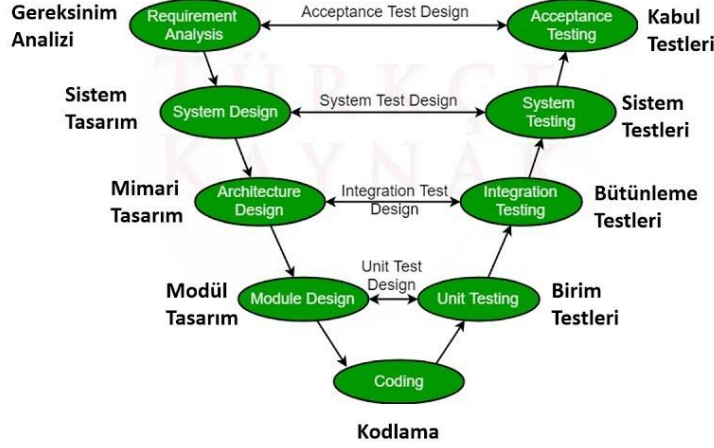 Gereksinim
Analizi
Requirement
Analysis
Acceptance Test Design
Acceptance
Testing
Kabul
Testleri
TÜRKÇE
KAYNAK
Sistem
Tasarım
System Design
System Test Design
System
Testing
Sistem
Testleri
Mimari
Tasarım
Architecture
Design
Integration Test
Design
Integration
Testing
Bütünleme
Testleri
Modül
Tasarım
Module Design
Unit Test
Design
Unit Testing
Birim
Testleri
Coding
Kodlama